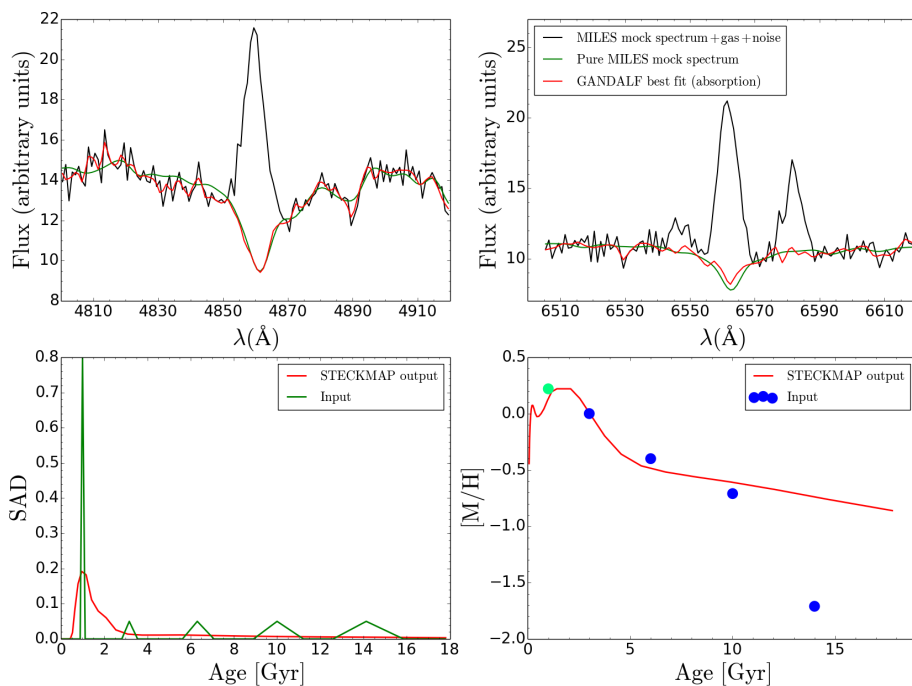 22
20
18
16
14
12
10
8
Flux (arbitrary units)
4810 4830 4850 4870 4890 4910
λ(Å)
25
20
15
10
Flux (arbitrary units)
MILES mock spectrum+gas+noise
Pure MILES mock spectrum
GANDALF best fit (absorption)
6510 6530 6550 6570 6590 6610
λ(Å)
0.8
0.7
0.6
0.5
0.4
0.3
0.2
0.1
0.0
SAD
STECKMAP output
Input
0 2 4 6 8 10 12 14 16 18
Age [Gyr]
0.5
0.0
−0.5
−1.0
−1.5
−2.0
[M/H]
STECKMAP output
Input
0 5 10 15
Age [Gyr]